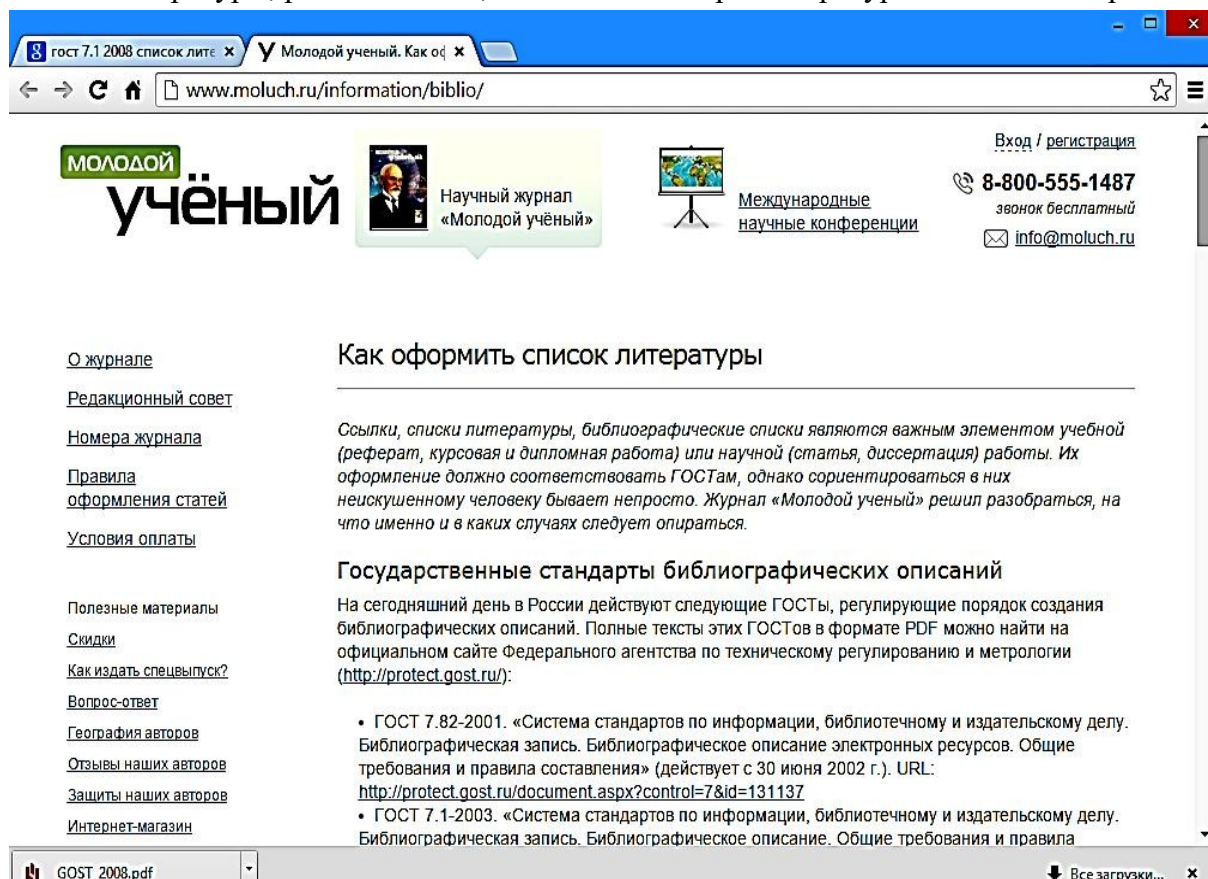 гост 7.1 2008 список лите
Молодой ученый. Как оф
www.moluch.ru/information/biblio/
МОЛОДОЙ
УЧЁНЫЙ
Научный журнал
«Молодой учёный»
Международные
научные конференции
Вход / регистрация
8-800-555-1487
звонок бесплатный
info@moluch.ru
О журнале
Редакционный совет
Номера журнала
Правила
оформления статей
Условия оплаты
Полезные материалы
Скидки
Как издать спецвыпуск?
Вопрос-ответ
География авторов
Отзывы наших авторов
Защиты наших авторов
Интернет-магазин
Как оформить список литературы
Ссылки, списки литературы, библиографические списки являются важным элементом учебной
(реферат, курсовая и дипломная работа) или научной (статья, диссертация) работы. Их
оформление должно соответствовать ГОСТам, однако сориентироваться в них
неискушенному человеку бывает непросто. Журнал «Молодой ученый» решил разобраться, на
что именно и в каких случаях следует опираться.
Государственные стандарты библиографических описаний
На сегодняшний день в России действуют следующие ГОСТы, регулирующие порядок создания
библиографических описаний. Полные тексты этих ГОСТов в формате PDF можно найти на
официальном сайте Федерального агентства по техническому регулированию и метрологии
(http://protect.gost.ru/):
• ГОСТ 7.82-2001. «Система стандартов по информации, библиотечному и издательскому делу.
Библиографическая запись. Библиографическое описание электронных ресурсов. Общие
требования и правила составления» (действует с 30 июня 2002 г.). URL:
http://protect.gost.ru/document.aspx?control=7&id=131137
• ГОСТ 7.1-2003. «Система стандартов по информации, библиотечному и издательскому делу.
Библиографическая запись. Библиографическое описание. Общие требования и правила
GOST 2008.pdf
Все загрузки...